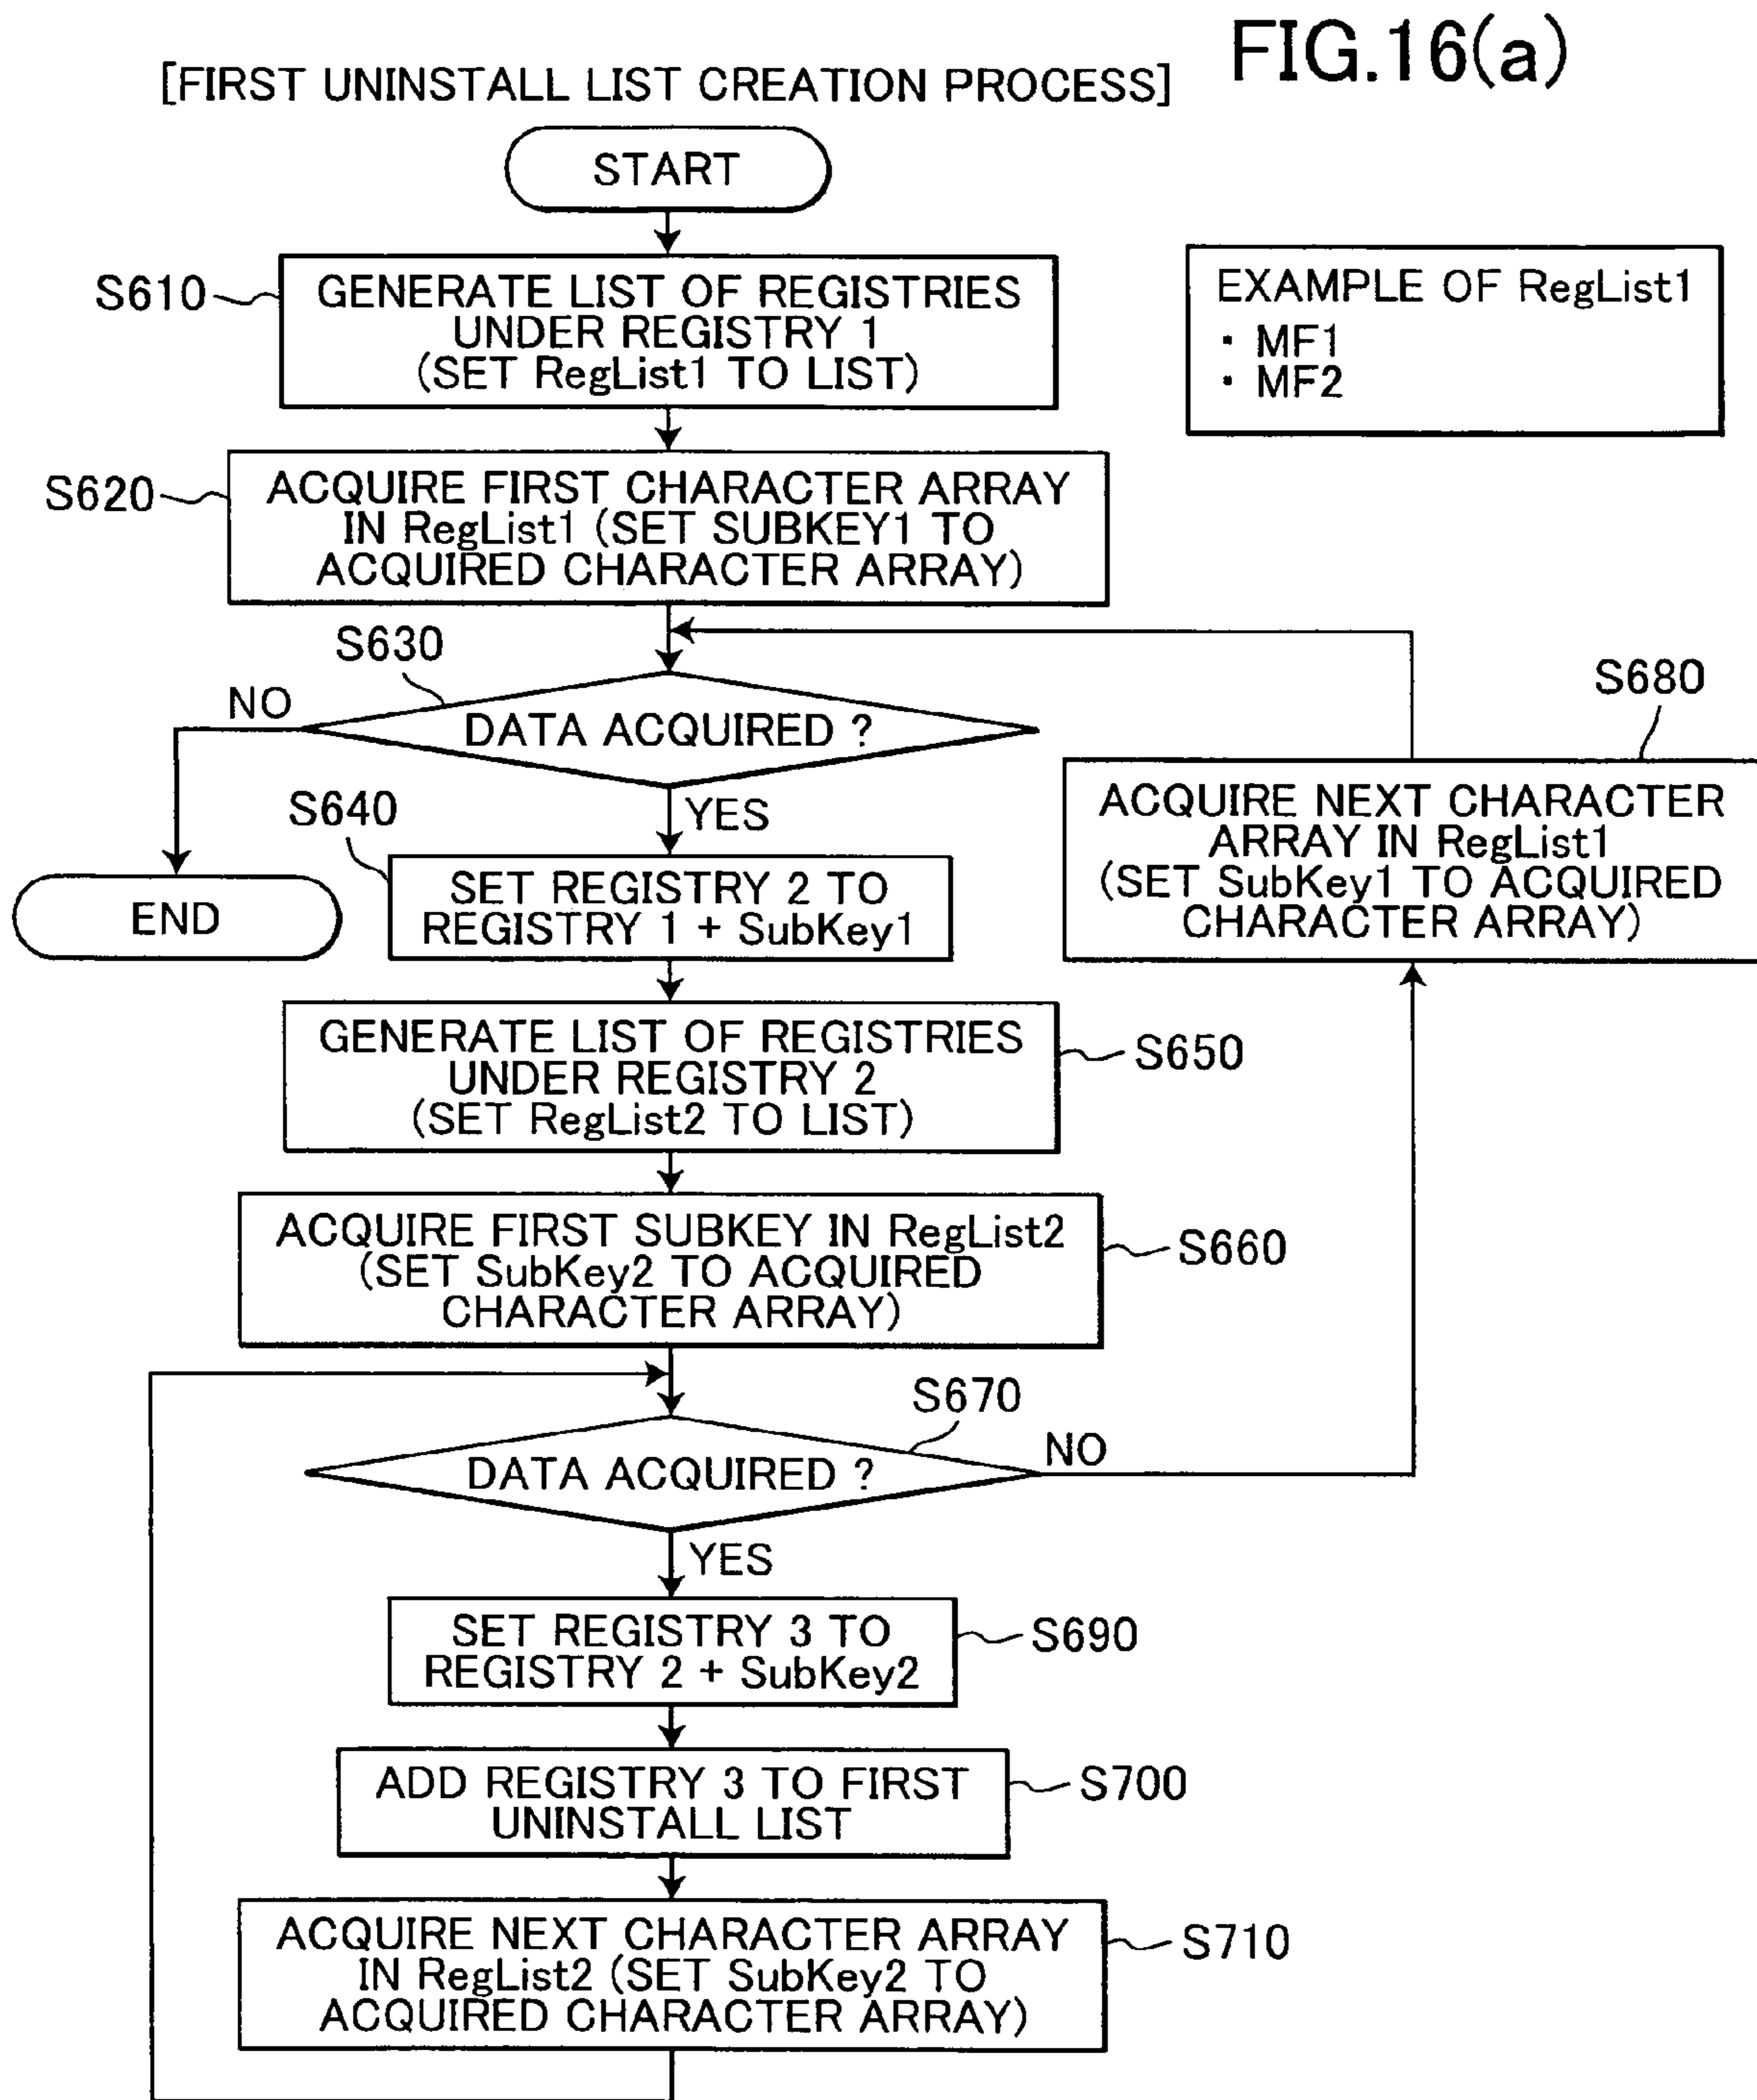 FIG.16(a)
[FIRST UNINSTALL LIST CREATION PROCESS]
START
S610
GENERATE LIST OF REGISTRIES
UNDER REGISTRY 1
(SET RegList1 TO LIST)
EXAMPLE OF RegList1
・ MF1
・ MF2
S620
ACQUIRE FIRST CHARACTER ARRAY
IN RegList1 (SET SUBKEY1 TO
ACQUIRED CHARACTER ARRAY)
S630
NO
DATA ACQUIRED ?
YES
END
S640
SET REGISTRY 2 TO
REGISTRY 1 + SubKey1
S680
ACQUIRE NEXT CHARACTER
ARRAY IN RegList1
(SET SubKey1 TO ACQUIRED
CHARACTER ARRAY)
GENERATE LIST OF REGISTRIES
UNDER REGISTRY 2
(SET RegList2 TO LIST)
S650
ACQUIRE FIRST SUBKEY IN RegList2
(SET SubKey2 TO ACQUIRED
CHARACTER ARRAY)
S660
S670
DATA ACQUIRED ?
NO
YES
SET REGISTRY 3 TO
REGISTRY 2 + SubKey2
S690
ADD REGISTRY 3 TO FIRST
UNINSTALL LIST
S700
ACQUIRE NEXT CHARACTER ARRAY
IN RegList2 (SET SubKey2 TO
ACQUIRED CHARACTER ARRAY)
S710